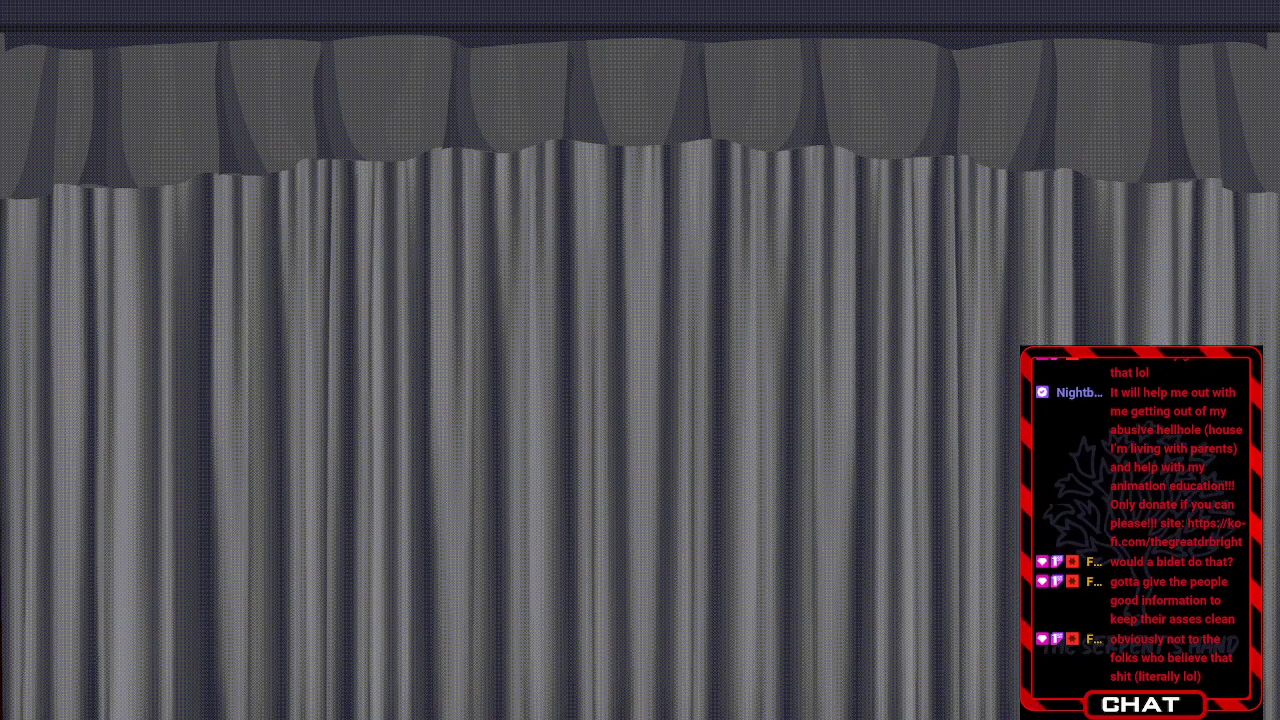 that lol
Nightb... It will help me out with
me getting out of my
abusive hellhole (house
I'm living with parents)
and help with my
animation education!!!
Only donate if you can
please!!! site: https://ko-
fi.com/thegreatdrbright
F... would a bidet do that?
F... gotta give the people
good information to
keep their asses clean
F... obviously not to the
folks who believe that
shit (literally lol)
THE SERPENT'S HAND
CHAT